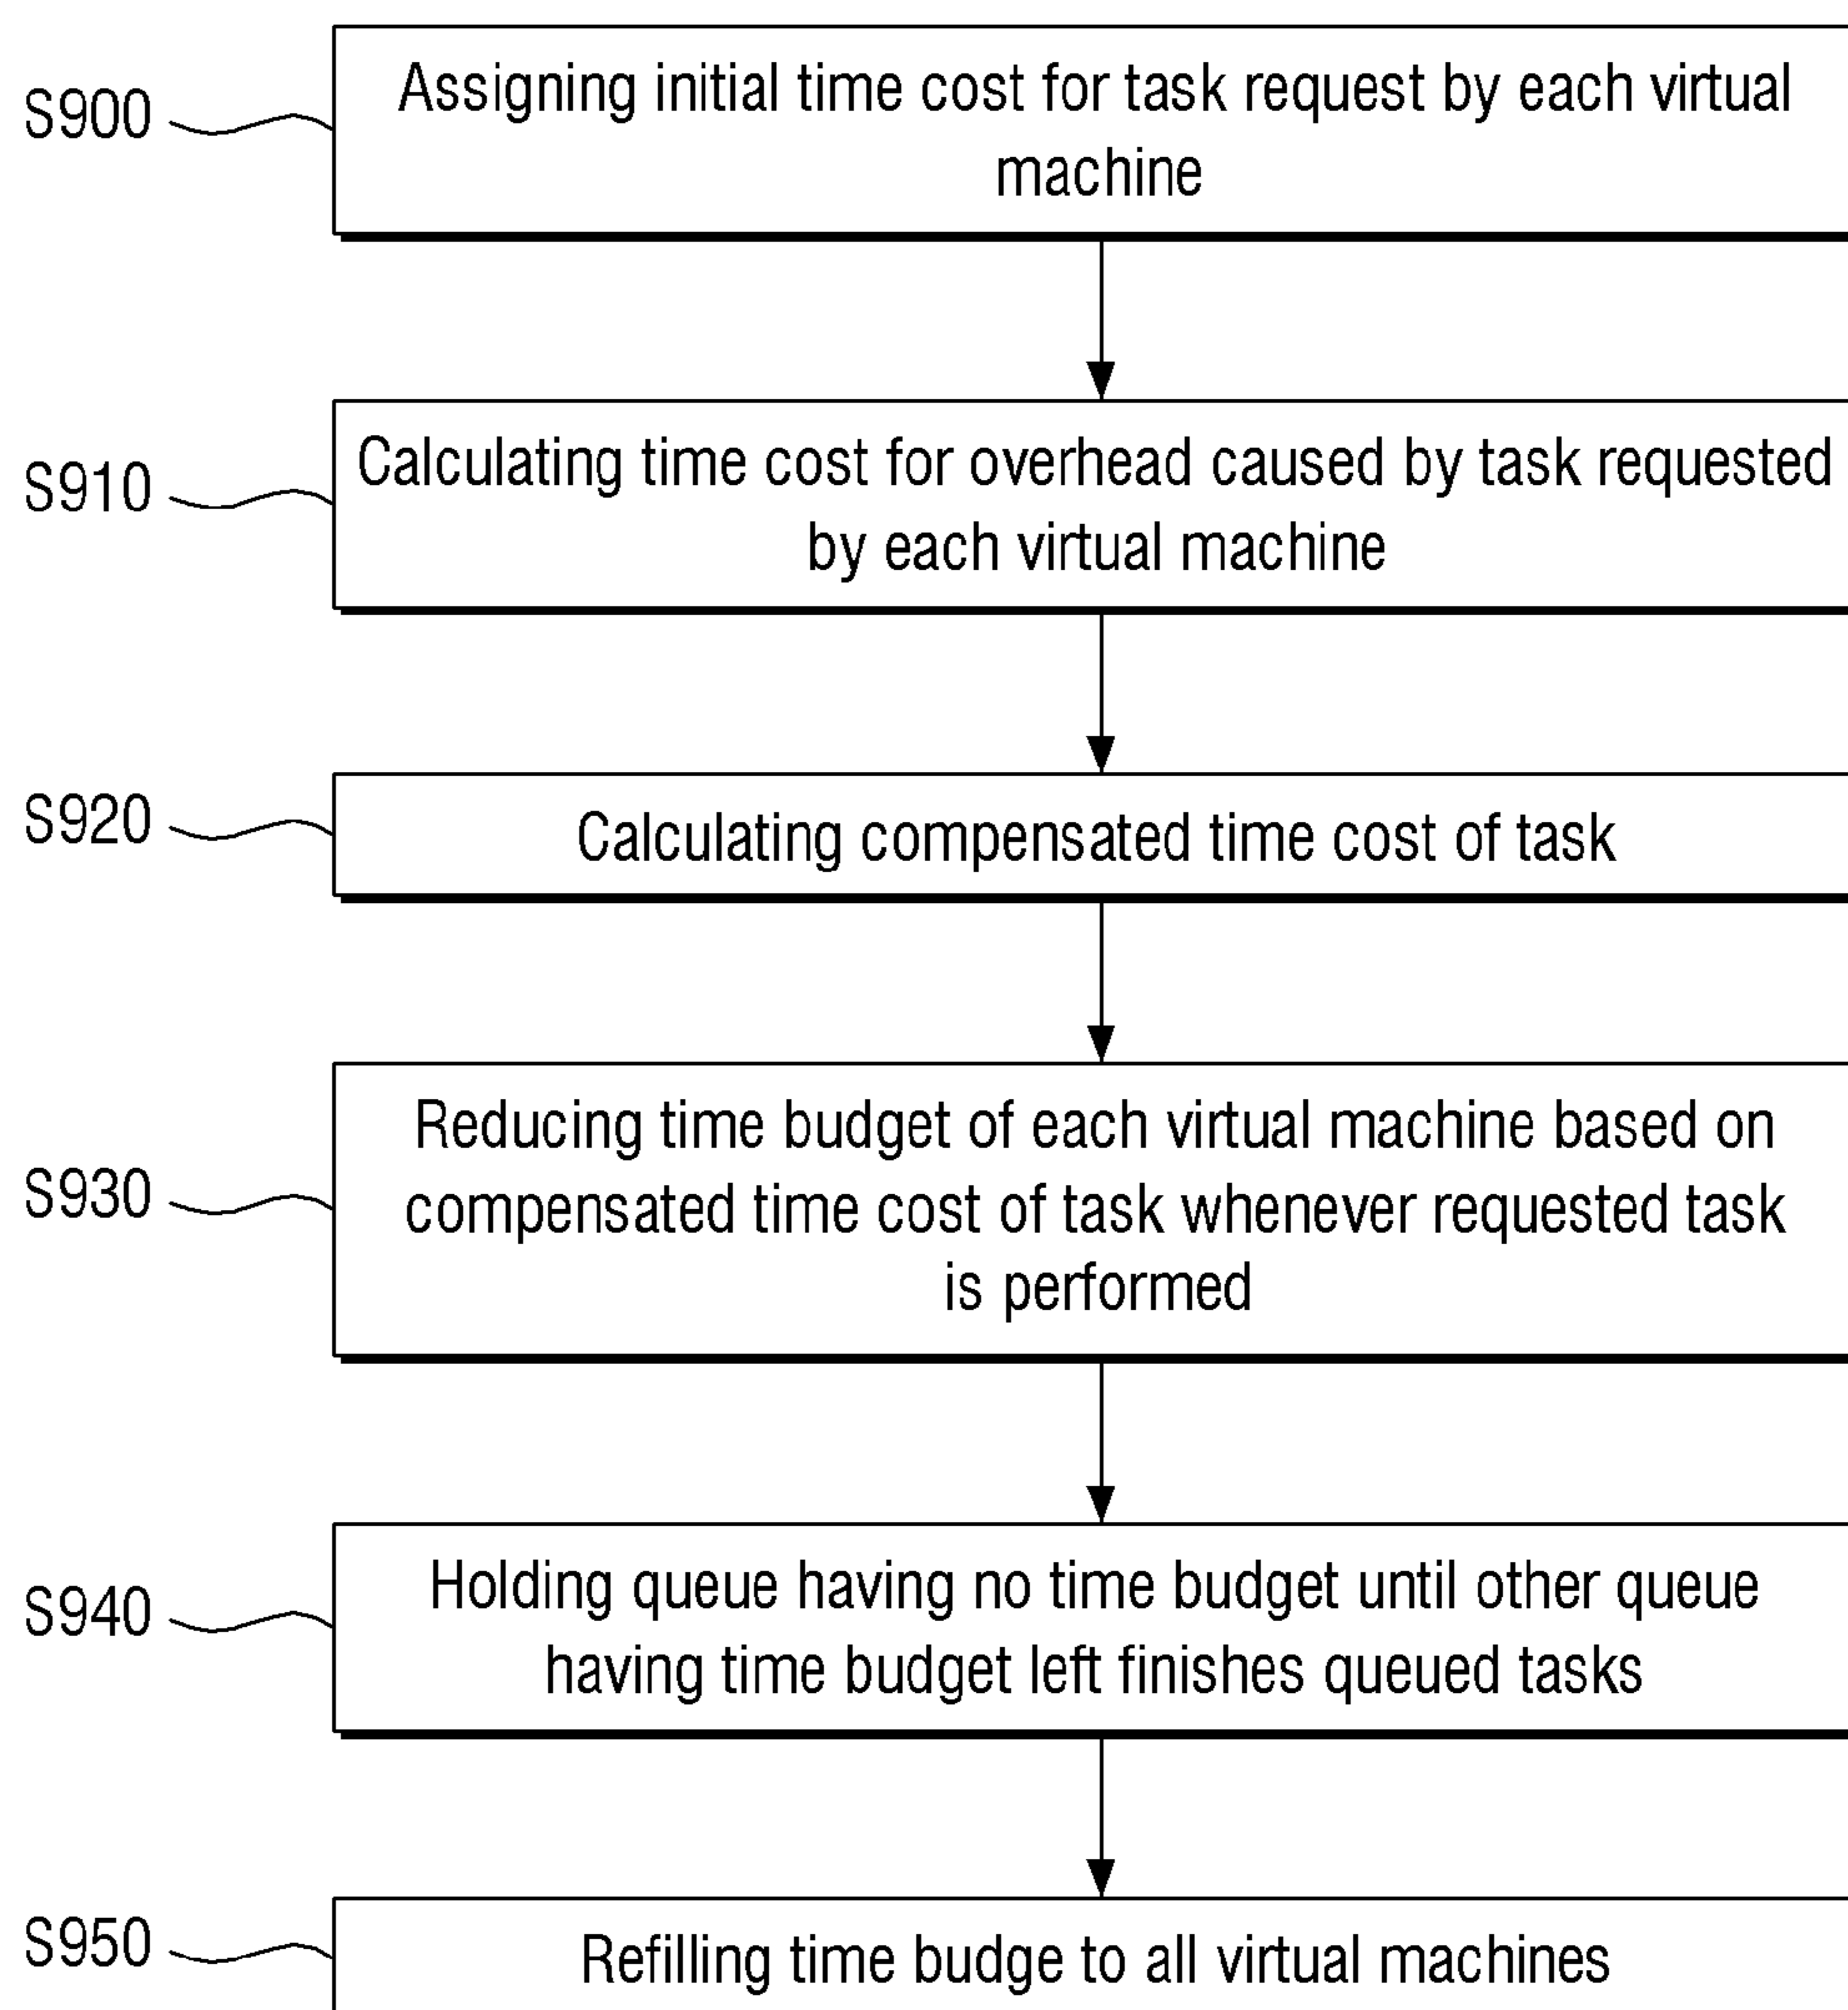 S900
Assigning initial time cost for task request by each virtual
machine
S910
Calculating time cost for overhead caused by task requested
by each virtual machine
S920
Calculating compensated time cost of task
S930
Reducing time budget of each virtual machine based on
compensated time cost of task whenever requested task
is performed
S940
Holding queue having no time budget until other queue
having time budget left finishes queued tasks
S950
Refilling time budge to all virtual machines